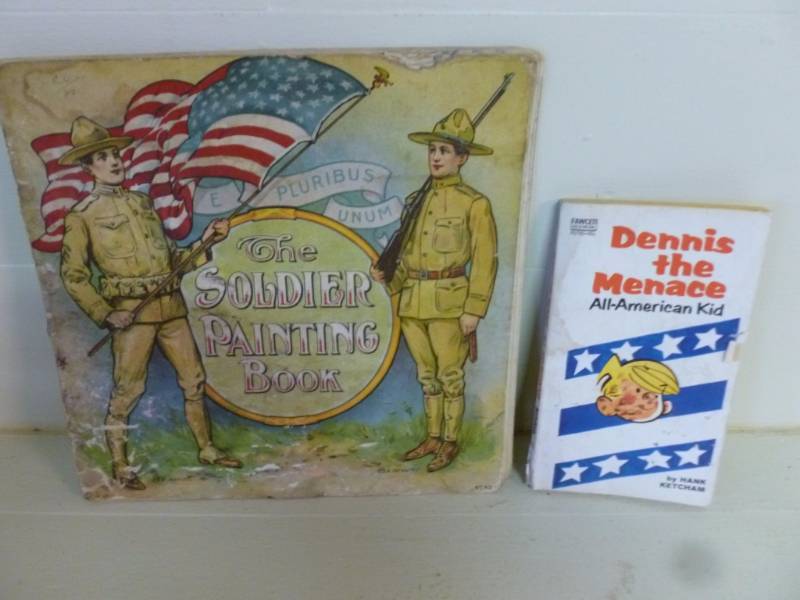 E PLURIBUS
UNUM
The
SOLDIER
PAINTING
BOOK
FAWCETT
Dennis
the
Menace
All-American Kid
by HANK
KETCHAM